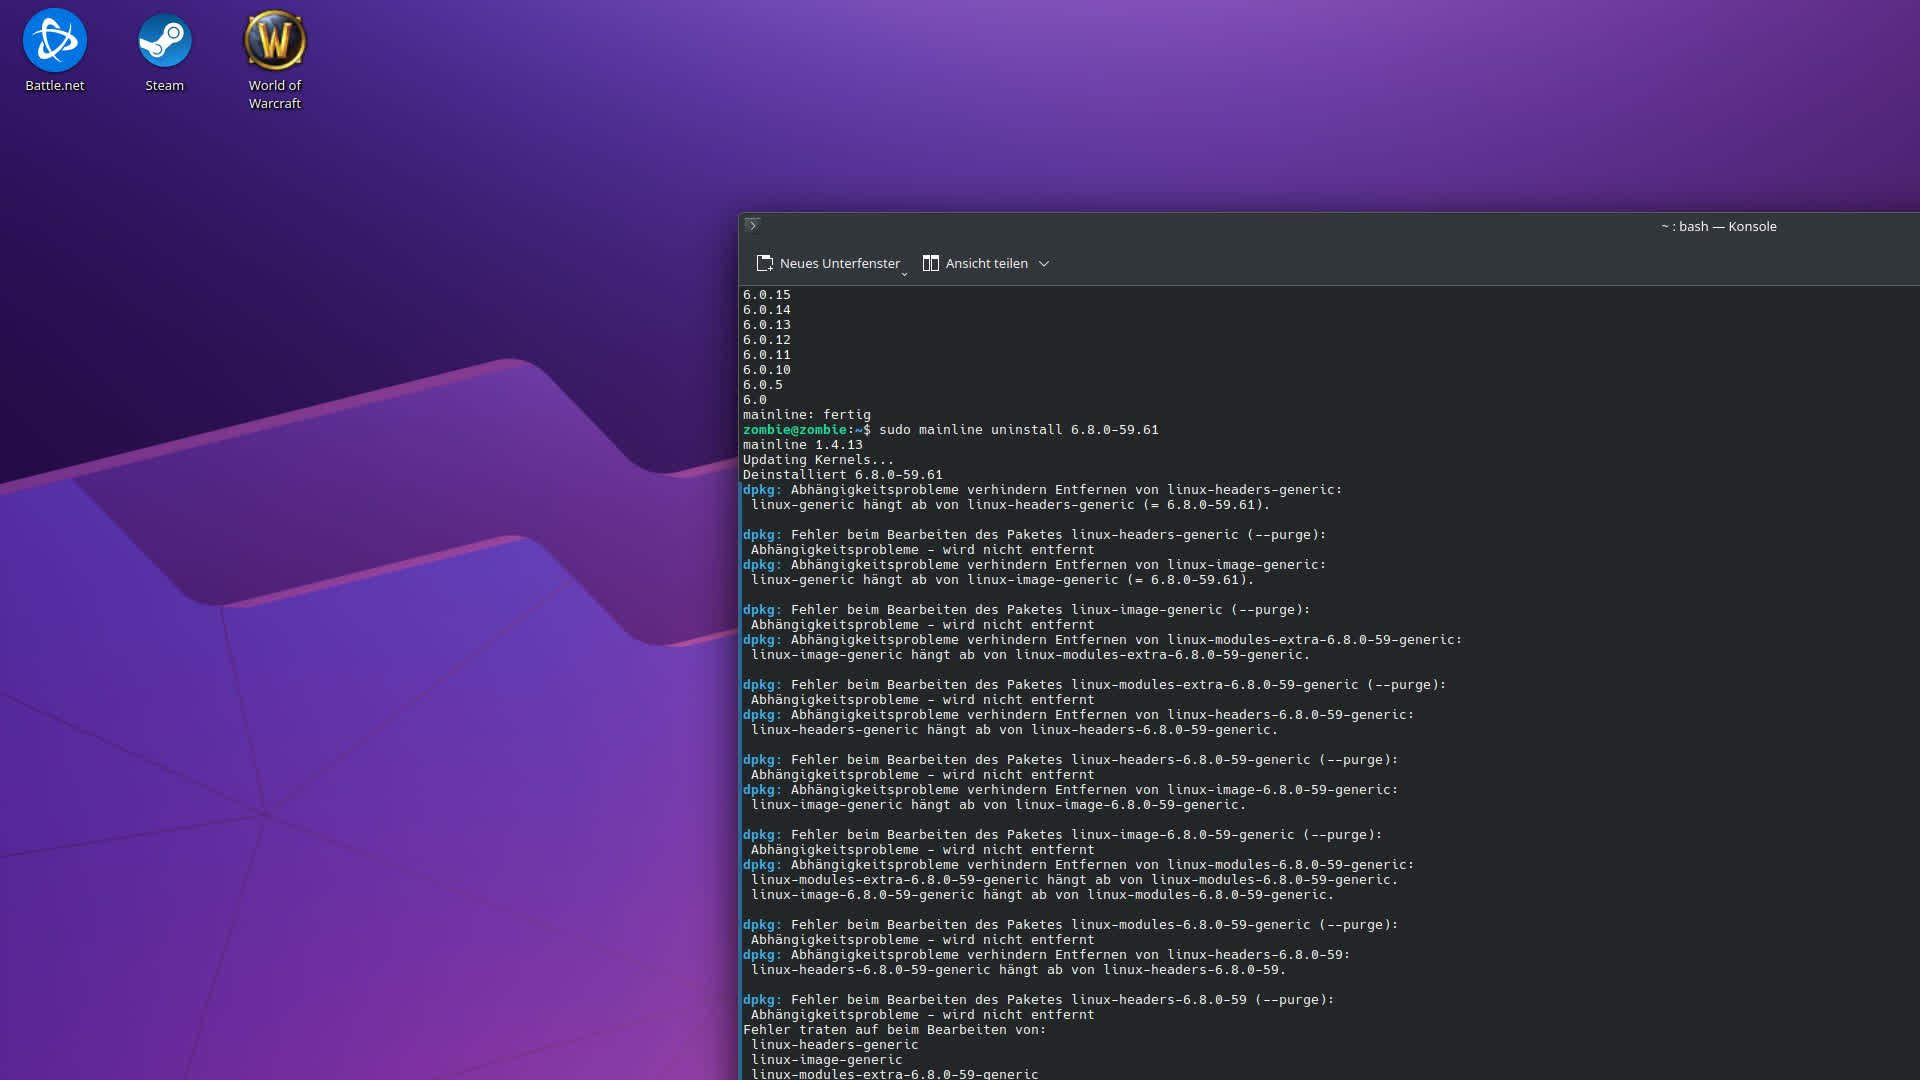 Battle.net
Steam
World of
Warcraft
~ : bash — Konsole
Neues Unterfenster
Ansicht teilen
6.0.15
6.0.14
6.0.13
6.0.12
6.0.11
6.0.10
6.0.5
6.0
mainline: fertig
zombie@zombie:~$ sudo mainline uninstall 6.8.0-59.61
mainline 1.4.13
Updating Kernels...
Deinstalliert 6.8.0-59.61
dpkg: Abhängigkeitsprobleme verhindern Entfernen von linux-headers-generic:
linux-generic hängt ab von linux-headers-generic (= 6.8.0-59.61).
dpkg: Fehler beim Bearbeiten des Paketes linux-headers-generic (--purge):
Abhängigkeitsprobleme - wird nicht entfernt
dpkg: Abhängigkeitsprobleme verhindern Entfernen von linux-image-generic:
linux-generic hängt ab von linux-image-generic (= 6.8.0-59.61).
dpkg: Fehler beim Bearbeiten des Paketes linux-image-generic (--purge):
Abhängigkeitsprobleme - wird nicht entfernt
dpkg: Abhängigkeitsprobleme verhindern Entfernen von linux-modules-extra-6.8.0-59-generic:
linux-image-generic hängt ab von linux-modules-extra-6.8.0-59-generic.
dpkg: Fehler beim Bearbeiten des Paketes linux-modules-extra-6.8.0-59-generic (--purge):
Abhängigkeitsprobleme - wird nicht entfernt
dpkg: Abhängigkeitsprobleme verhindern Entfernen von linux-headers-6.8.0-59-generic:
linux-headers-generic hängt ab von linux-headers-6.8.0-59-generic.
dpkg: Fehler beim Bearbeiten des Paketes linux-headers-6.8.0-59-generic (--purge):
Abhängigkeitsprobleme - wird nicht entfernt
dpkg: Abhängigkeitsprobleme verhindern Entfernen von linux-image-6.8.0-59-generic:
linux-image-generic hängt ab von linux-image-6.8.0-59-generic.
dpkg: Fehler beim Bearbeiten des Paketes linux-image-6.8.0-59-generic (--purge):
Abhängigkeitsprobleme - wird nicht entfernt
dpkg: Abhängigkeitsprobleme verhindern Entfernen von linux-modules-6.8.0-59-generic:
linux-modules-extra-6.8.0-59-generic hängt ab von linux-modules-6.8.0-59-generic.
linux-image-6.8.0-59-generic hängt ab von linux-modules-6.8.0-59-generic.
dpkg: Fehler beim Bearbeiten des Paketes linux-modules-6.8.0-59-generic (--purge):
Abhängigkeitsprobleme - wird nicht entfernt
dpkg: Abhängigkeitsprobleme verhindern Entfernen von linux-headers-6.8.0-59:
linux-headers-6.8.0-59-generic hängt ab von linux-headers-6.8.0-59.
dpkg: Fehler beim Bearbeiten des Paketes linux-headers-6.8.0-59 (--purge):
Abhängigkeitsprobleme - wird nicht entfernt
Fehler traten auf beim Bearbeiten von:
linux-headers-generic
linux-image-generic
linux-modules-extra-6.8.0-59-generic